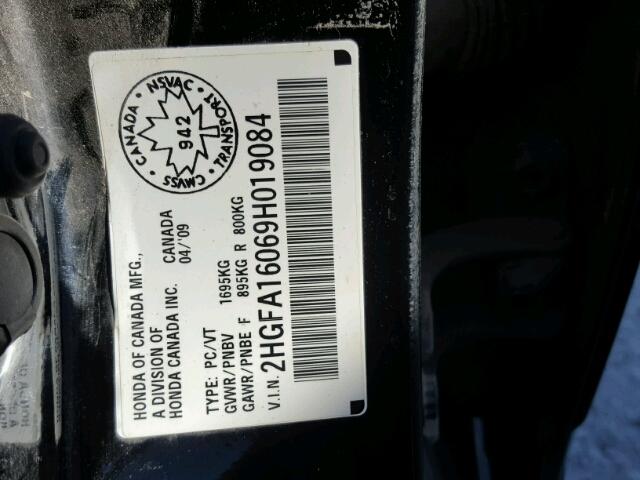 HONDA OF CANADA MFG.,
A DIVISION OF
HONDA CANADA INC. CANADA
04/'09
TYPE: PC/VT
GVWR/PNBV 1695KG
GAWR/PNBE F 895KG R 800KG
V.I.N. 2HGFA16069H019084
CANADA · NSVAC · TRANSPORT · CMVSS
942